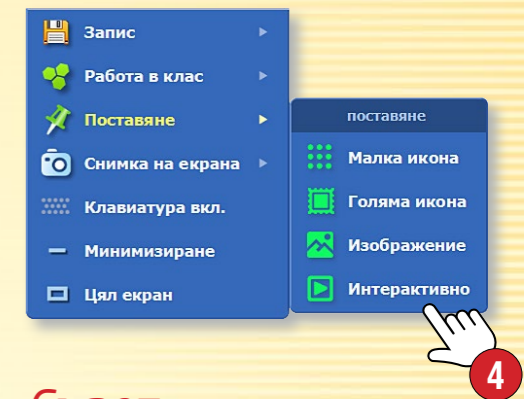 Запис
Работа в клас
Поставяне
Снимка на екрана
Клавиатура вкл.
Минимизиране
Цял екран
поставяне
Малка икона
Голяма икона
Изображение
Интерактивно
4